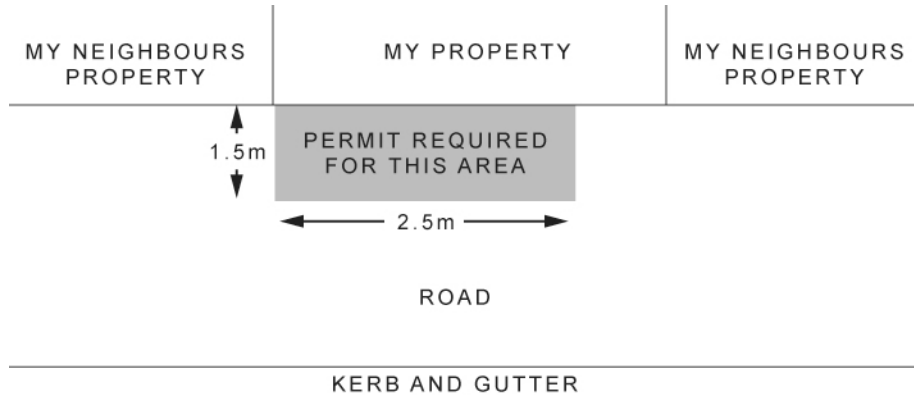 MY NEIGHBOURS
PROPERTY
MY PROPERTY
MY NEIGHBOURS
PROPERTY
1.5m
PERMIT REQUIRED
FOR THIS AREA
2.5m
ROAD
KERB AND GUTTER